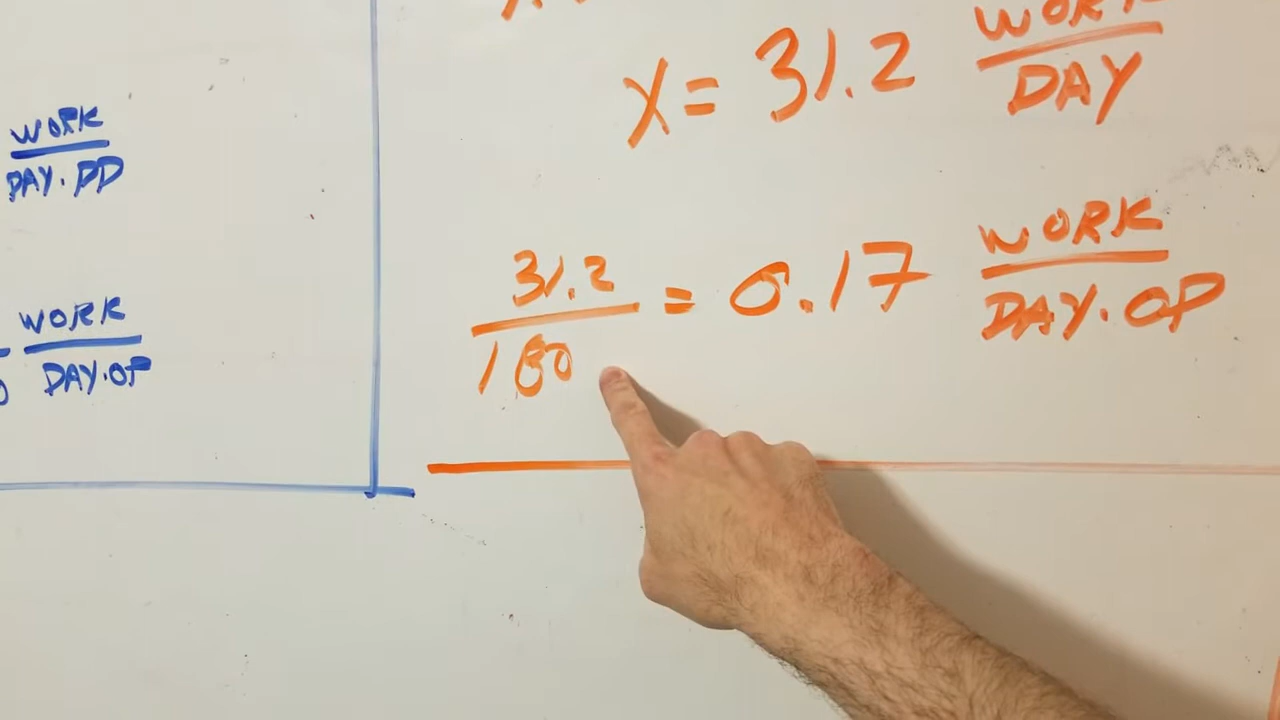 WORK
DAY.PD
WORK
DAY.OP
X = 31.2 WORK
DAY
31.2
180
= 0.17 WORK
DAY.OP